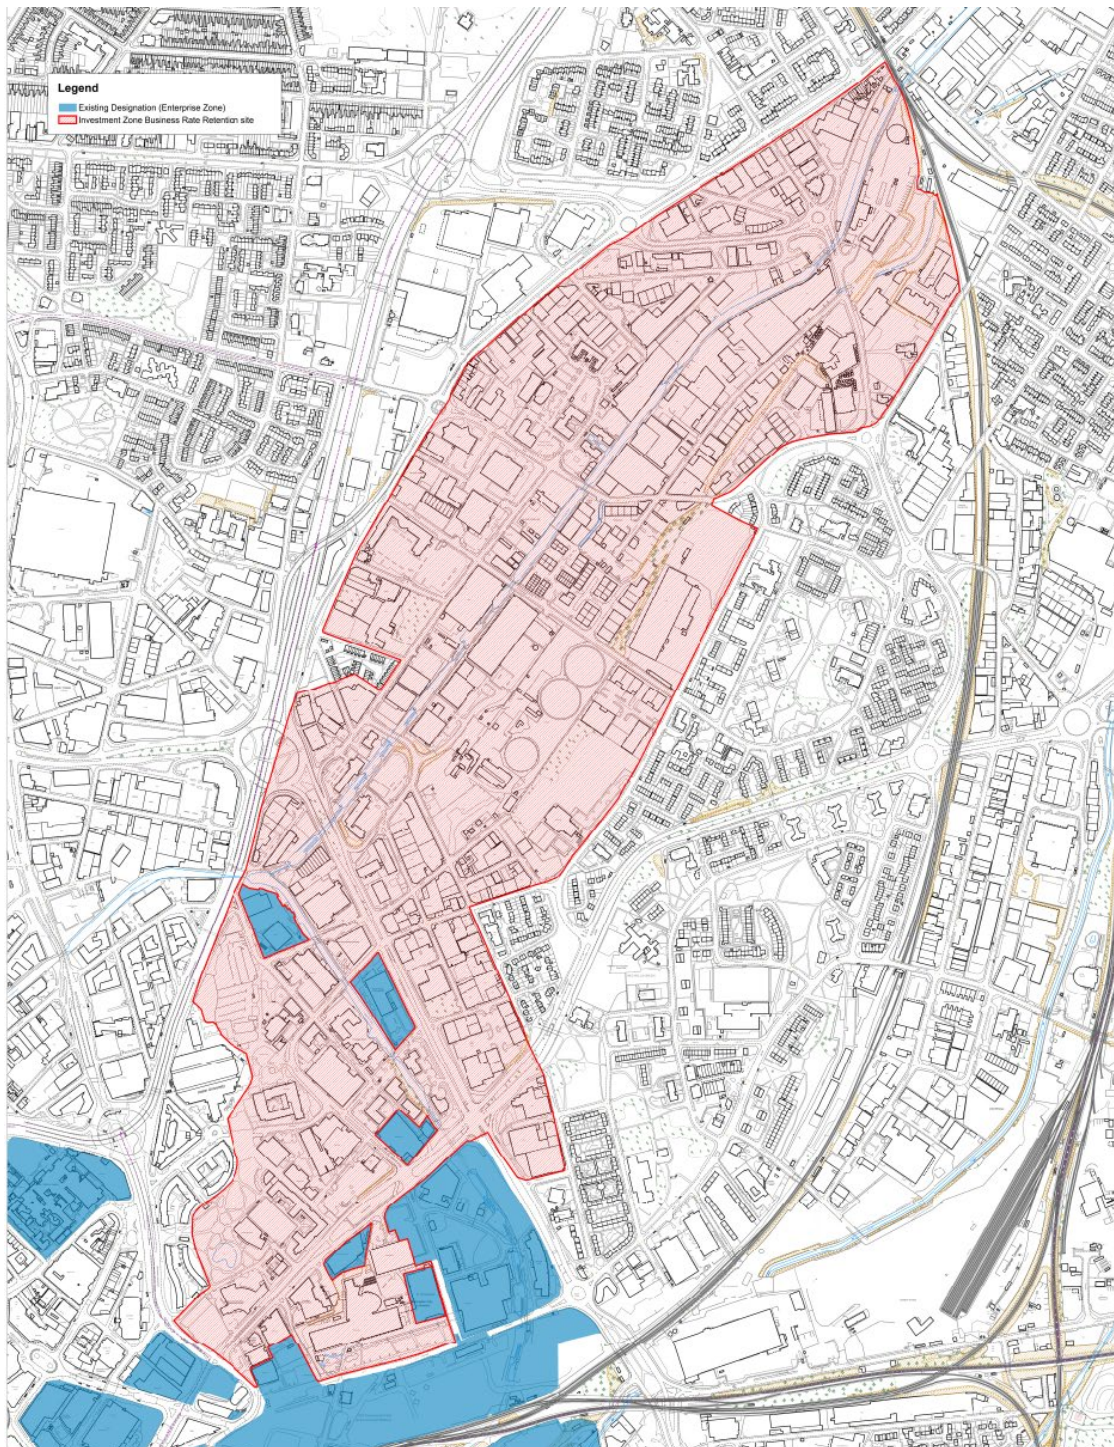 Legend
Existing Designation (Enterprise Zone)
Investment Zone Business Rate Retention site